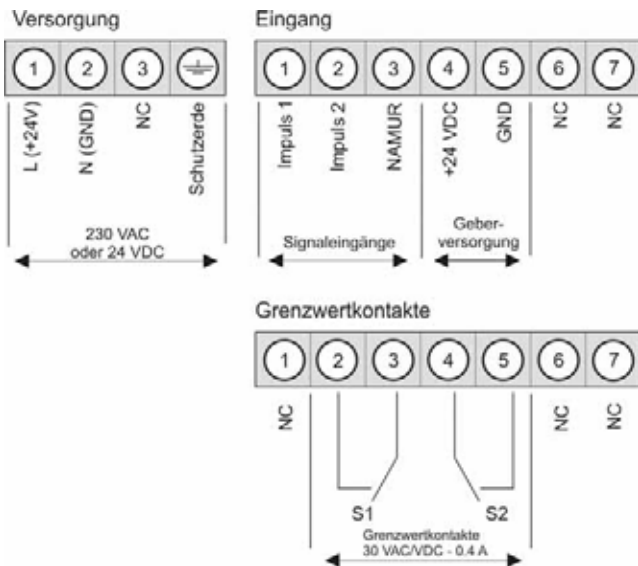 Versorgung
1 2 3
L (+24V)
N (GND)
NC
Schutzerde
230 VAC
oder 24 VDC
Eingang
1 2 3 4 5 6 7
Impuls 1
Impuls 2
NAMUR
+24 VDC
GND
NC
NC
Signaleingänge
Geber-
versorgung
Grenzwertkontakte
1 2 3 4 5 6 7
NC
S1
S2
NC
NC
Grenzwertkontakte
30 VAC/VDC - 0.4 A